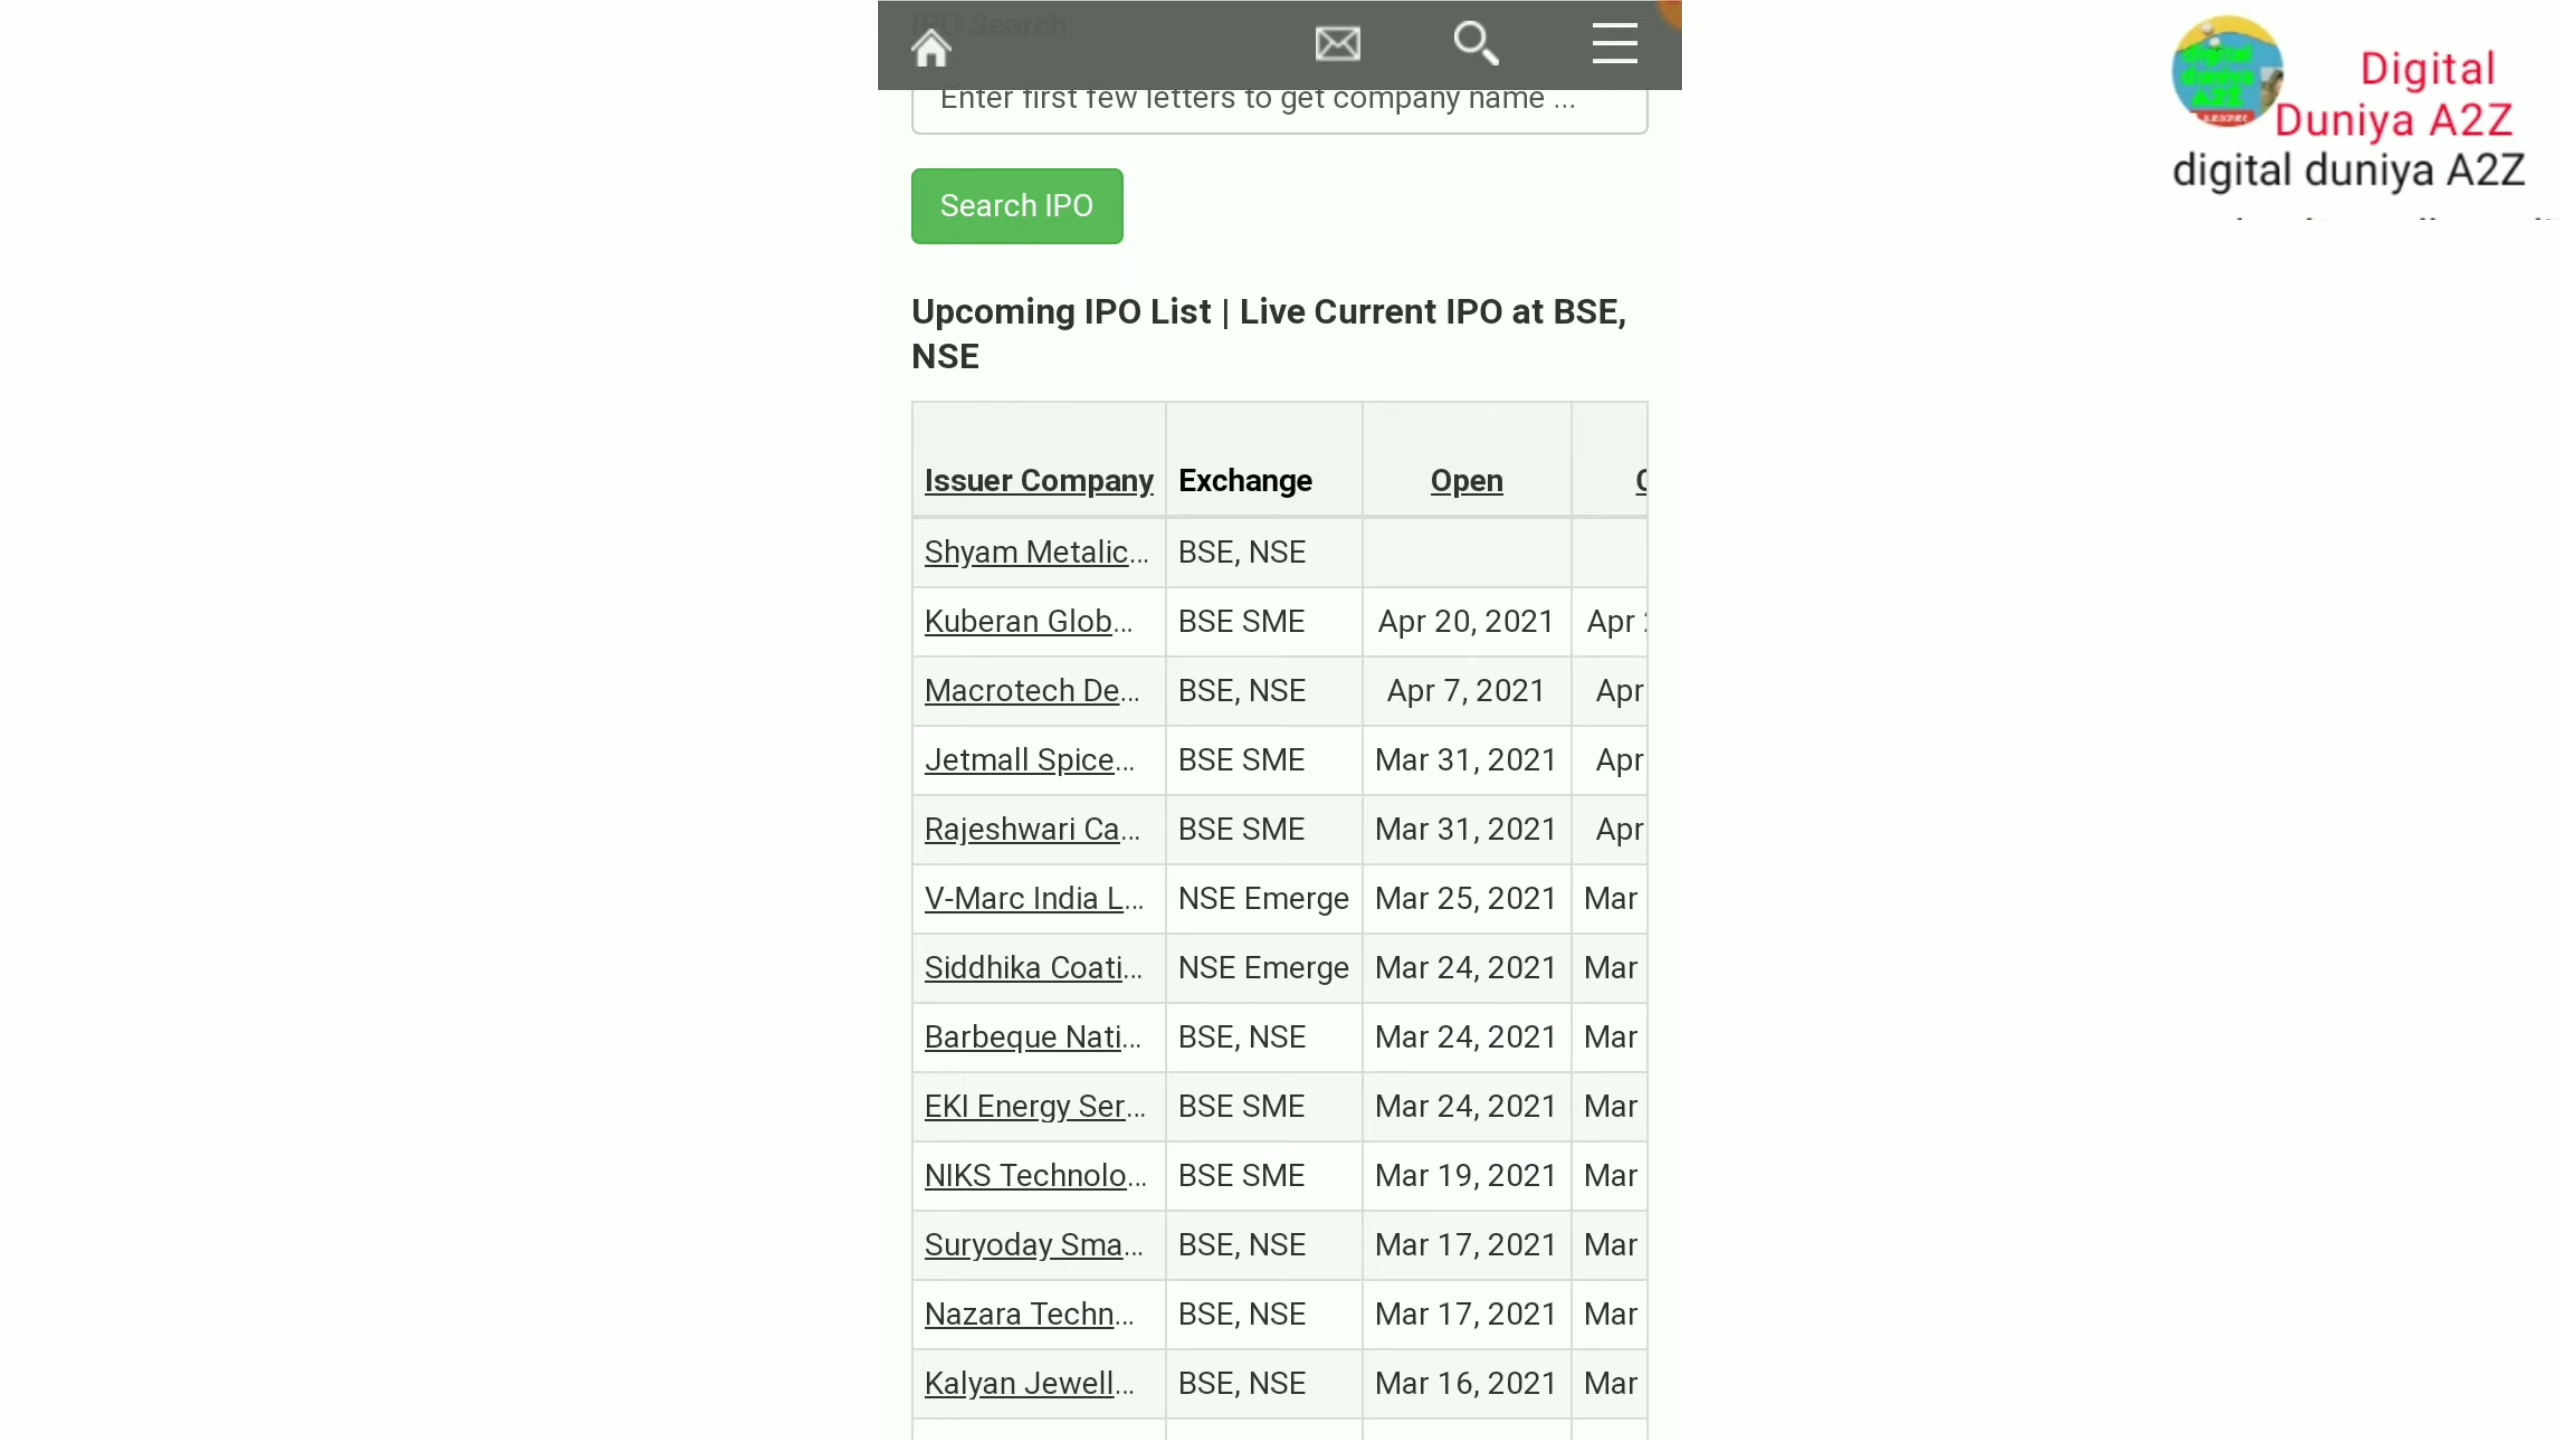 IPO Search:
Enter first few letters to get company name ...
Search IPO
Digital
Duniya A2Z
digital duniya A2Z
Upcoming IPO List | Live Current IPO at BSE,
NSE
Issuer Company Exchange Open
Shyam Metalic... BSE, NSE
Kuberan Glob... BSE SME Apr 20, 2021 Apr
Macrotech De... BSE, NSE Apr 7, 2021 Apr
Jetmall Spice... BSE SME Mar 31, 2021 Apr
Rajeshwari Ca... BSE SME Mar 31, 2021 Apr
V-Marc India L... NSE Emerge Mar 25, 2021 Mar
Siddhika Coati... NSE Emerge Mar 24, 2021 Mar
Barbeque Nati... BSE, NSE Mar 24, 2021 Mar
EKI Energy Ser... BSE SME Mar 24, 2021 Mar
NIKS Technolo... BSE SME Mar 19, 2021 Mar
Suryoday Sma... BSE, NSE Mar 17, 2021 Mar
Nazara Techn... BSE, NSE Mar 17, 2021 Mar
Kalyan Jewell... BSE, NSE Mar 16, 2021 Mar